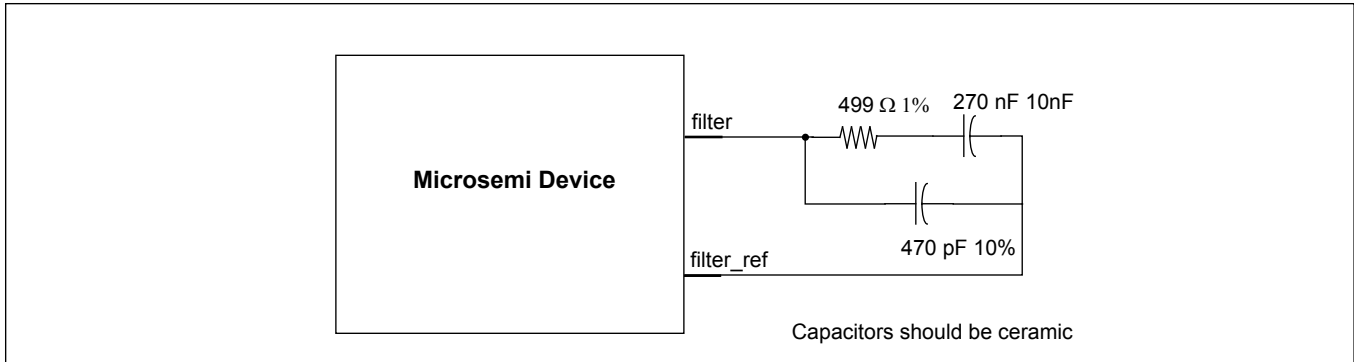 499 Ω 1%
270 nF 10nF
filter
Microsemi Device
470 pF 10%
filter_ref
Capacitors should be ceramic